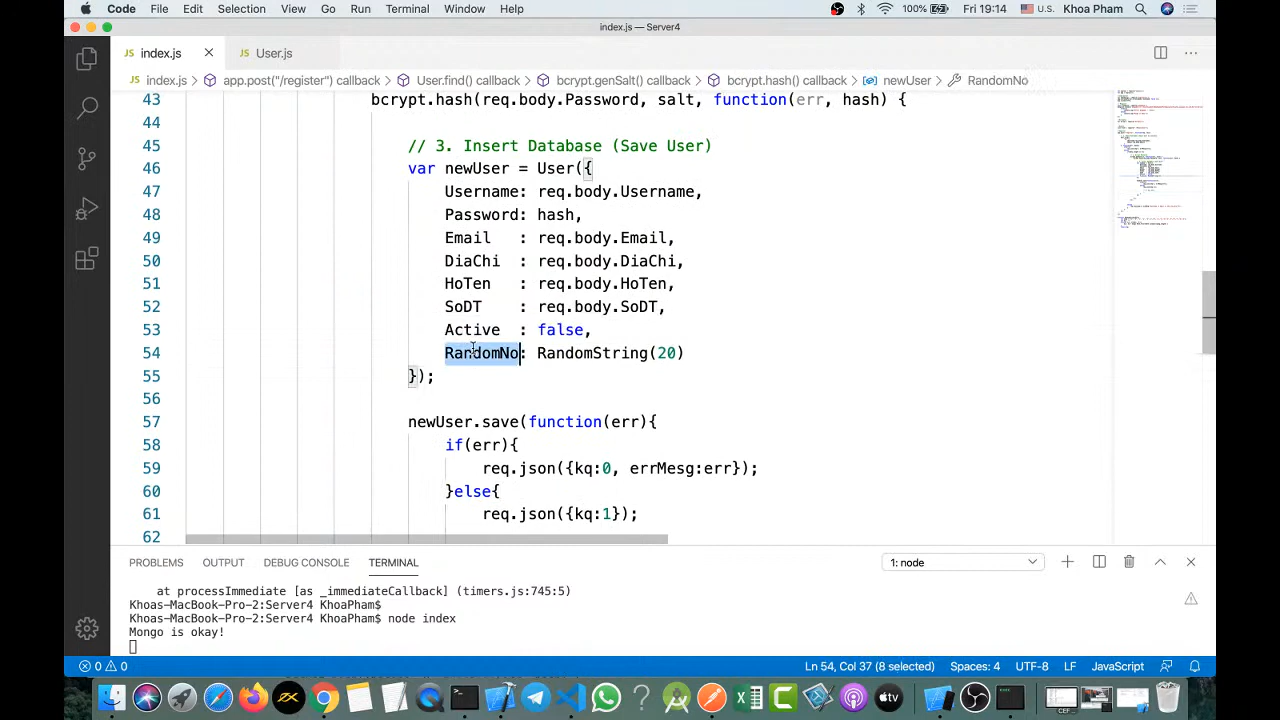 Code File Edit Selection View Go Run Terminal Window Help 100% Fri 19:14 U.S. Khoa Pham
index.js — Server4
JS index.js JS User.js
JS index.js > app.post("/register") callback > User.find() callback > bcrypt.genSalt() callback > bcrypt.hash() callback > newUser > RandomNo
43 bcrypt.hash(req.body.Password, salt, function(err, hash) {
44
45 // 3. Insert Database (Save User)
46 var newUser = User({
47 Username: req.body.Username,
48 Password: hash,
49 Email : req.body.Email,
50 DiaChi : req.body.DiaChi,
51 HoTen : req.body.HoTen,
52 SoDT : req.body.SoDT,
53 Active : false,
54 RandomNo: RandomString(20)
55 });
56
57 newUser.save(function(err){
58 if(err){
59 req.json({kq:0, errMesg:err});
60 }else{
61 req.json({kq:1});
62
PROBLEMS OUTPUT DEBUG CONSOLE TERMINAL 1: node
at processImmediate [as _immediateCallback] (timers.js:745:5)
Khoas-MacBook-Pro-2:Server4 KhoaPham$
Khoas-MacBook-Pro-2:Server4 KhoaPham$ node index
Mongo is okay!
0 0 Ln 54, Col 37 (8 selected) Spaces: 4 UTF-8 LF JavaScript